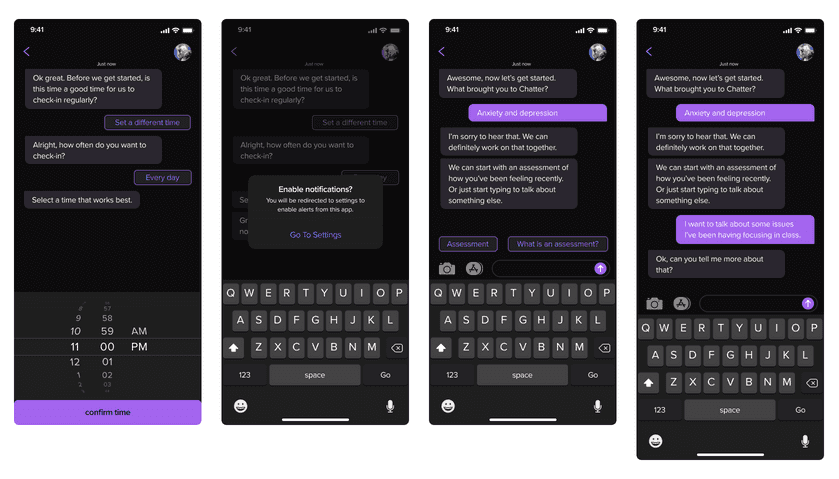 9:41
Just now
Ok great. Before we get started, is
this time a good time for us to
check-in regularly?
Set a different time
Alright, how often do you want to
check-in?
Every day
Select a time that works best.
8 57
9 58
10 59 AM
11 00 PM
12 01
1 02
2 03
confirm time
9:41
Just now
Ok great. Before we get started, is
this time a good time for us to
check-in regularly?
Set a different time
Alright, how often do you want to
check-in?
Enable notifications?
You will be redirected to settings to
enable alerts from this app.
Go To Settings
Q W E R T Y U I O P
A S D F G H J K L
Z X C V B N M
123 space Go
9:41
Just now
Awesome, now let's get started.
What brought you to Chatter?
Anxiety and depression
I'm sorry to hear that. We can
definitely work on that together.
We can start with an assessment of
how you've been feeling recently.
Or just start typing to talk about
something else.
Assessment What is an assessment?
Q W E R T Y U I O P
A S D F G H J K L
Z X C V B N M
123 space Go
9:41
Just now
Awesome, now let's get started.
What brought you to Chatter?
Anxiety and depression
I'm sorry to hear that. We can
definitely work on that together.
We can start with an assessment of
how you've been feeling recently.
Or just start typing to talk about
something else.
I want to talk about some issues
I've been having focusing in class.
Ok, can you tell me more about
that?
Q W E R T Y U I O P
A S D F G H J K L
Z X C V B N M
123 space Go